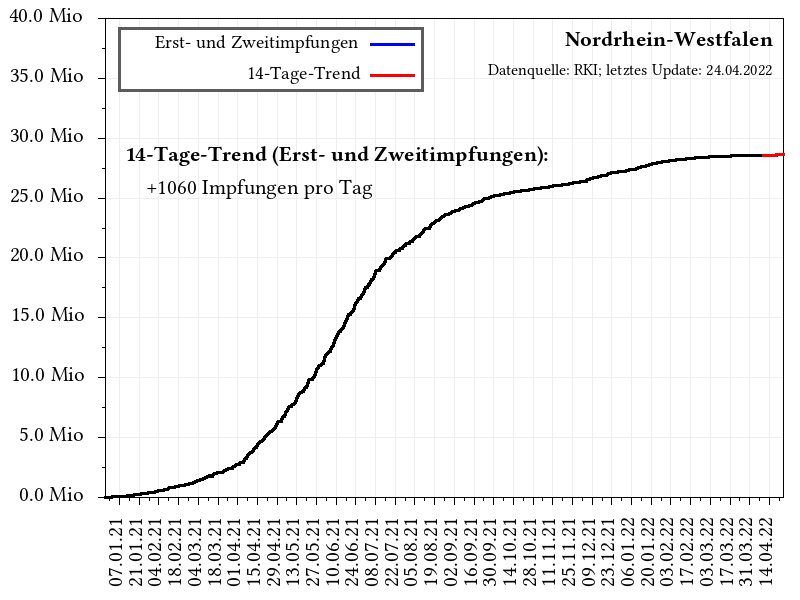 40.0 Mio
35.0 Mio
30.0 Mio
25.0 Mio
20.0 Mio
15.0 Mio
10.0 Mio
5.0 Mio
0.0 Mio
Erst- und Zweitimpfungen
14-Tage-Trend
Nordrhein-Westfalen
Datenquelle: RKI; letztes Update: 24.04.2022
14-Tage-Trend (Erst- und Zweitimpfungen):
+1060 Impfungen pro Tag
07.01.21
21.01.21
04.02.21
18.02.21
04.03.21
18.03.21
01.04.21
15.04.21
29.04.21
13.05.21
27.05.21
10.06.21
24.06.21
08.07.21
22.07.21
05.08.21
19.08.21
02.09.21
16.09.21
30.09.21
14.10.21
28.10.21
11.11.21
25.11.21
09.12.21
23.12.21
06.01.22
20.01.22
03.02.22
17.02.22
03.03.22
17.03.22
31.03.22
14.04.22